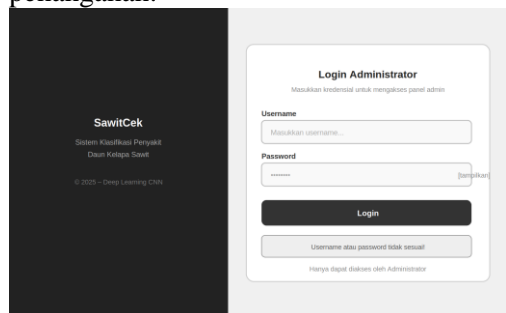 SawitCek
Sistem Klasifikasi Penyakit
Daun Kelapa Sawit
© 2025 – Deep Learning CNN
Login Administrator
Masukkan kredensial untuk mengakses panel admin
Username
Masukkan username...
Password
--------
[tampilkan]
Login
Username atau password tidak sesuai!
Hanya dapat diakses oleh Administrator